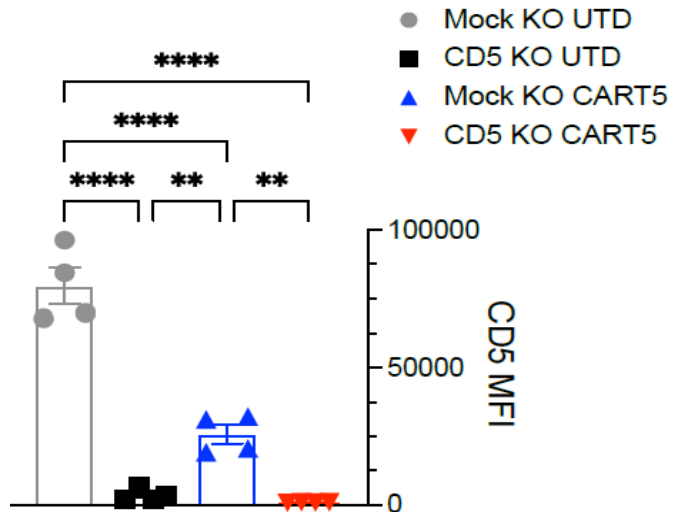 Mock KO UTD
CD5 KO UTD
Mock KO CART5
CD5 KO CART5
****
****
**** ** **
100000
50000
0
CD5 MFI